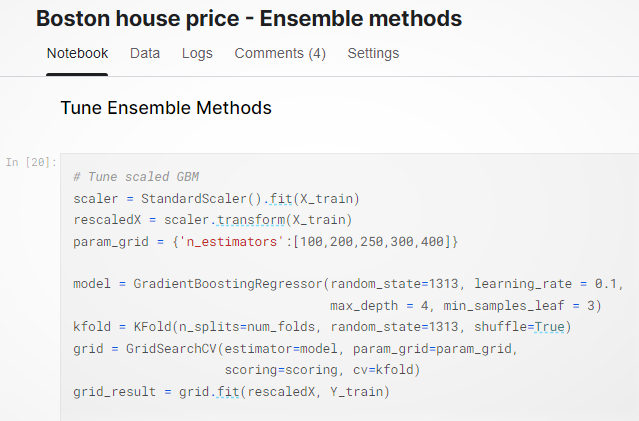 Boston house price - Ensemble methods
Notebook Data Logs Comments (4) Settings
Tune Ensemble Methods
In [20]:
# Tune scaled GBM
scaler = StandardScaler().fit(X_train)
rescaledX = scaler.transform(X_train)
param_grid = {'n_estimators':[100,200,250,300,400]}
model = GradientBoostingRegressor(random_state=1313, learning_rate = 0.1,
max_depth = 4, min_samples_leaf = 3)
kfold = KFold(n_splits=num_folds, random_state=1313, shuffle=True)
grid = GridSearchCV(estimator=model, param_grid=param_grid,
scoring=scoring, cv=kfold)
grid_result = grid.fit(rescaledX, Y_train)